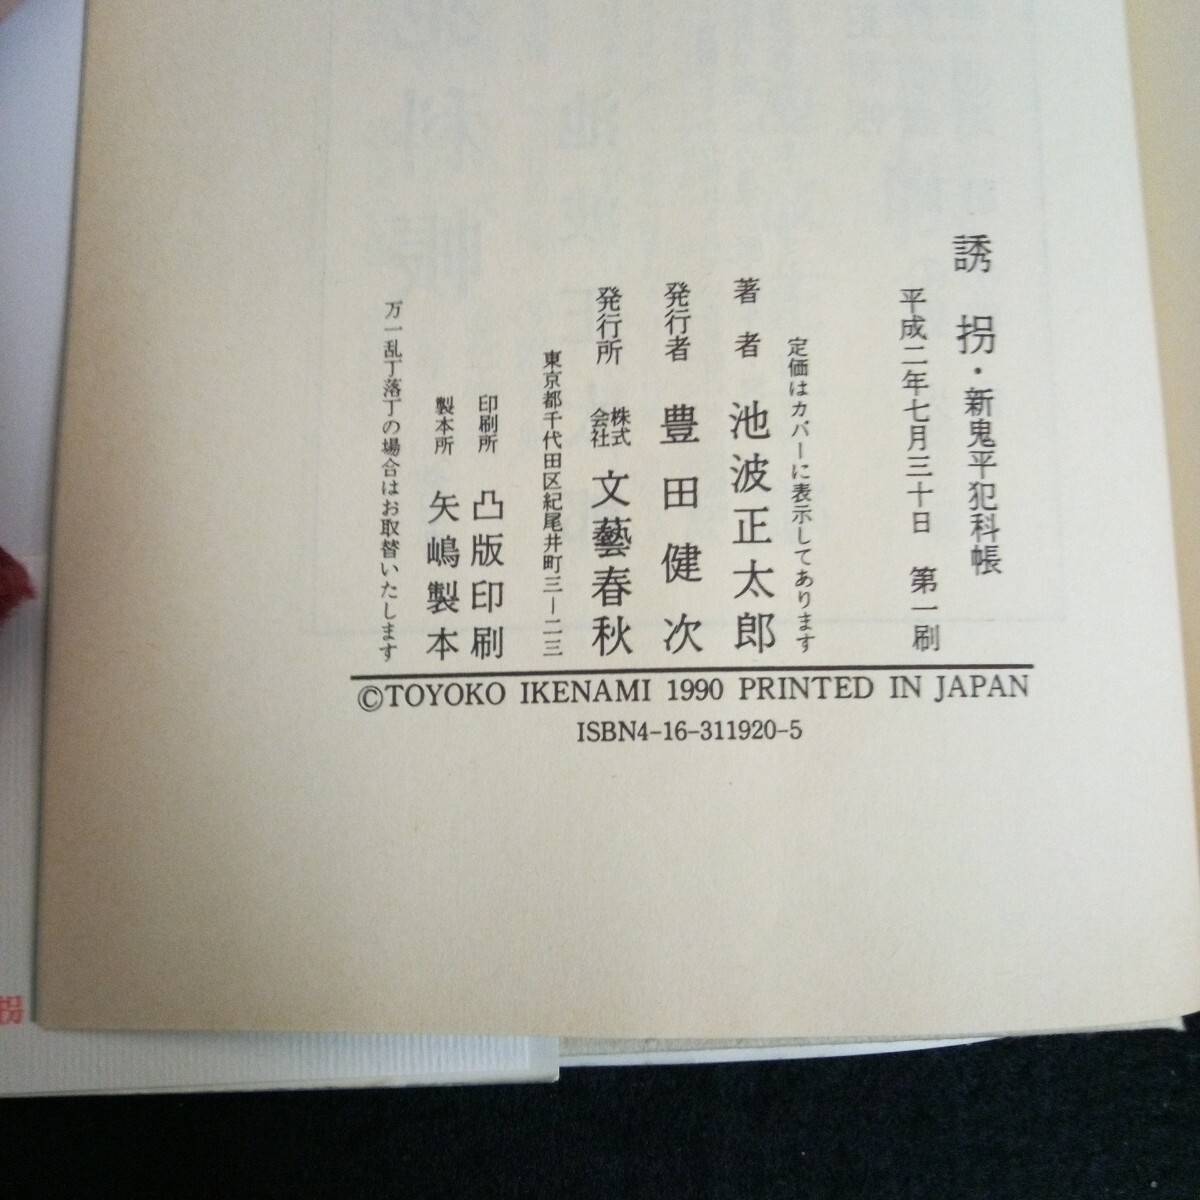 誘拐・新鬼平犯科帳
平成二年七月三十日 第一刷
定価はカバーに表示してあります
著者 池波正太郎
発行者 豊田健次
発行所 株式会社 文藝春秋
東京都千代田区紀尾井町三―二三
印刷所 凸版印刷
製本所 矢嶋製本
万一乱丁落丁の場合はお取替いたします
©TOYOKO IKENAMI 1990 PRINTED IN JAPAN
ISBN4-16-311920-5
拐